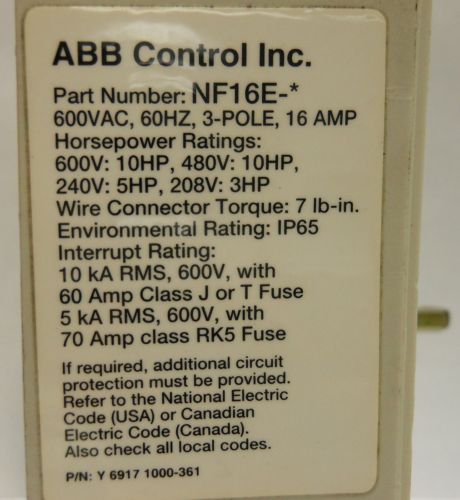 ABB Control Inc.
Part Number: NF16E-*
600VAC, 60HZ, 3-POLE, 16 AMP
Horsepower Ratings:
600V: 10HP, 480V: 10HP,
240V: 5HP, 208V: 3HP
Wire Connector Torque: 7 lb-in.
Environmental Rating: IP65
Interrupt Rating:
10 kA RMS, 600V, with
60 Amp Class J or T Fuse
5 kA RMS, 600V, with
70 Amp class RK5 Fuse
If required, additional circuit
protection must be provided.
Refer to the National Electric
Code (USA) or Canadian
Electric Code (Canada).
Also check all local codes.
P/N: Y 6917 1000-361